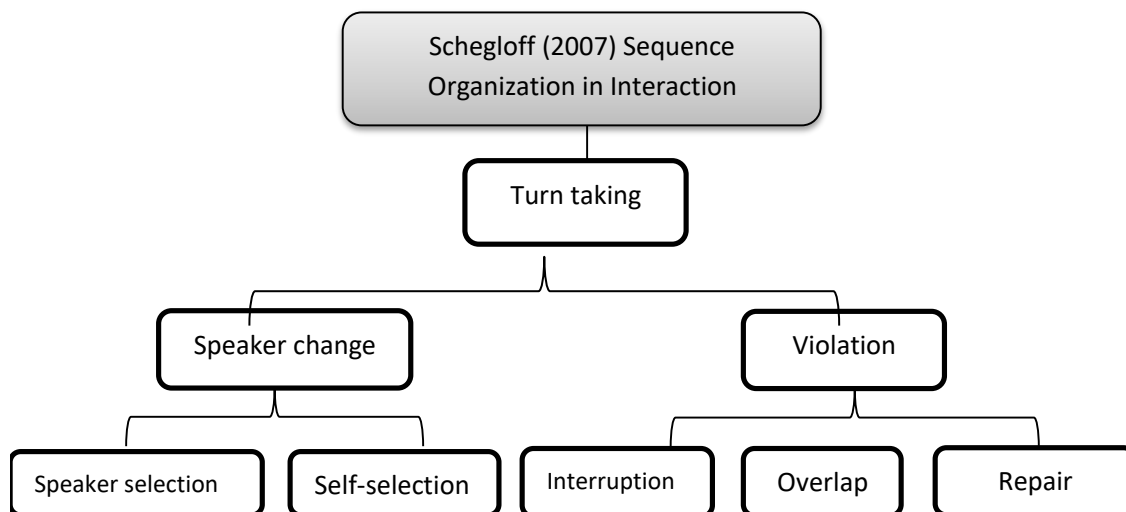 Schegloff (2007) Sequence
Organization in Interaction
Turn taking
Speaker change
Violation
Speaker selection
Self-selection
Interruption
Overlap
Repair